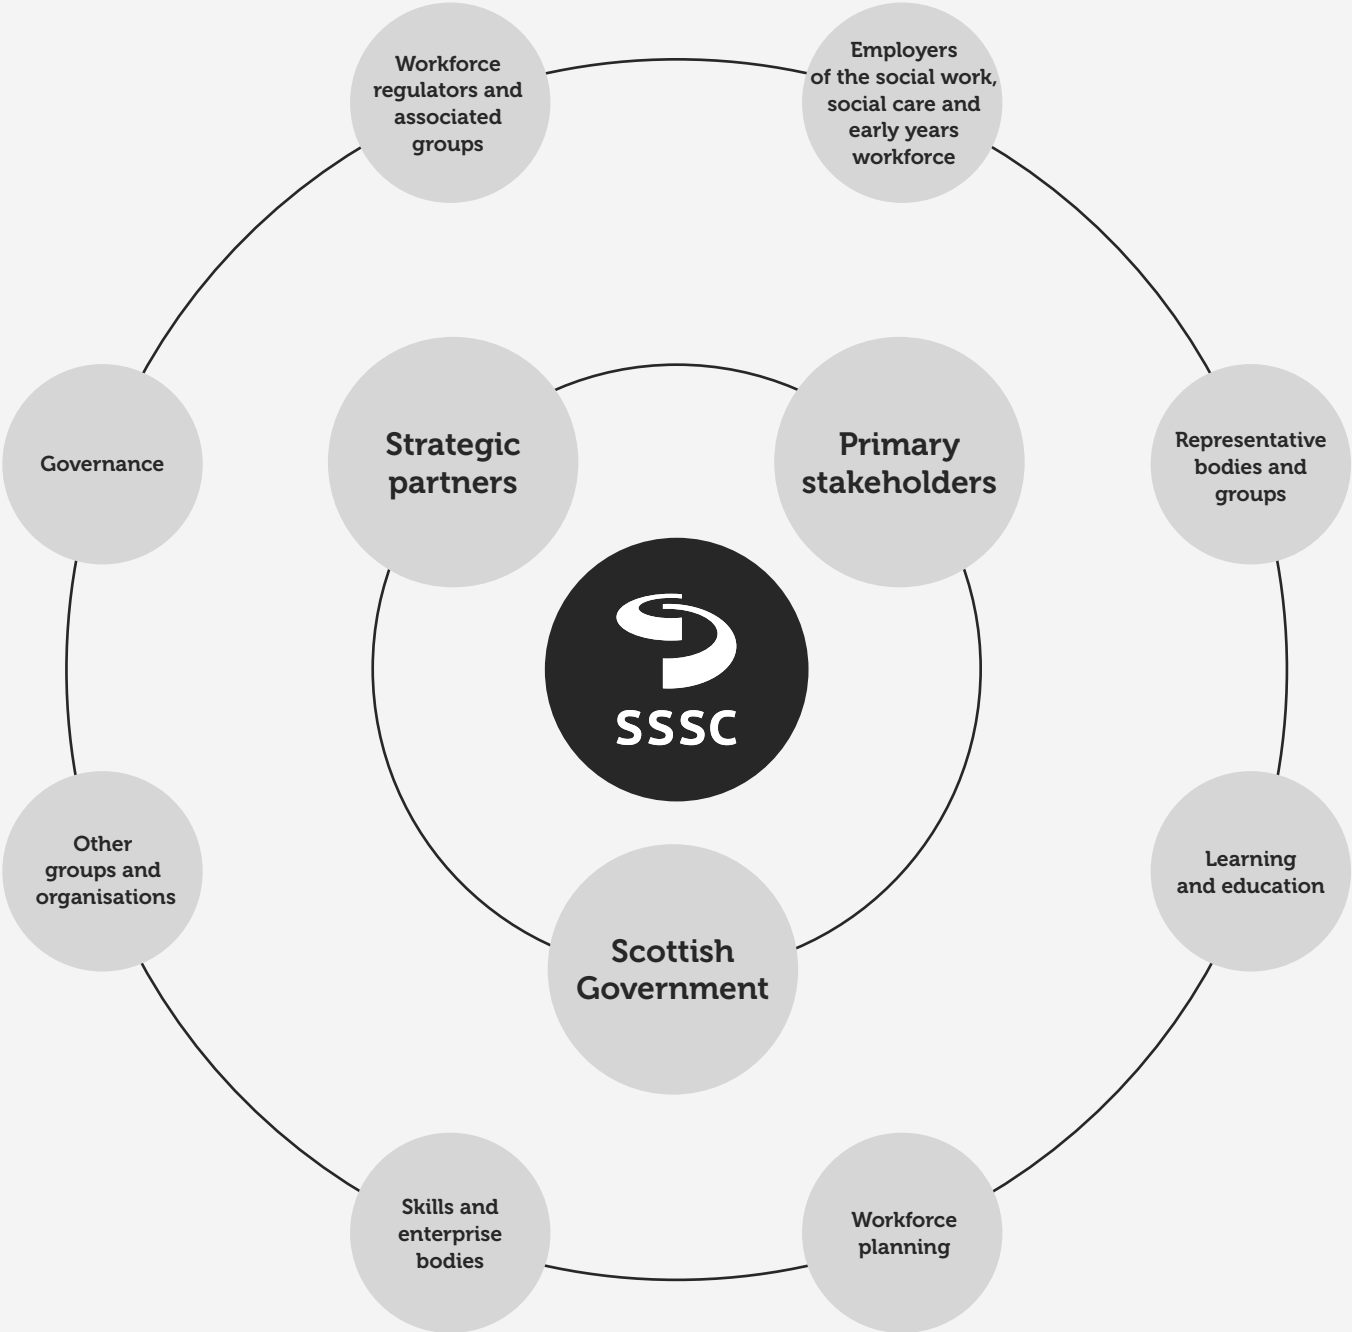 Workforce
regulators and
associated
groups
Employers
of the social work,
social care and
early years
workforce
Governance
Strategic
partners
Primary
stakeholders
Representative
bodies and
groups
SSSC
Other
groups and
organisations
Learning
and education
Scottish
Government
Skills and
enterprise
bodies
Workforce
planning